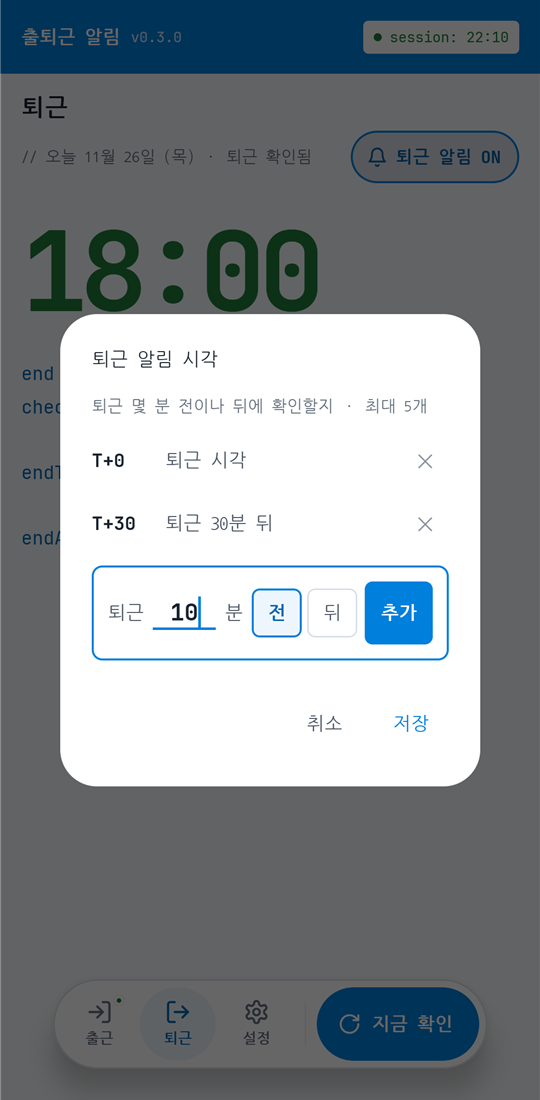 출퇴근 알림 v0.3.0
● session: 22:10
퇴근
// 오늘 11월 26일 (목) · 퇴근 확인됨
퇴근 알림 ON
18:00
퇴근 알림 시각
end
퇴근 몇 분 전이나 뒤에 확인할지 · 최대 5개
chec
T+0 퇴근 시각 ×
endT
T+30 퇴근 30분 뒤 ×
endA
퇴근 10 분 전 뒤 추가
취소 저장
출근 퇴근 설정 지금 확인